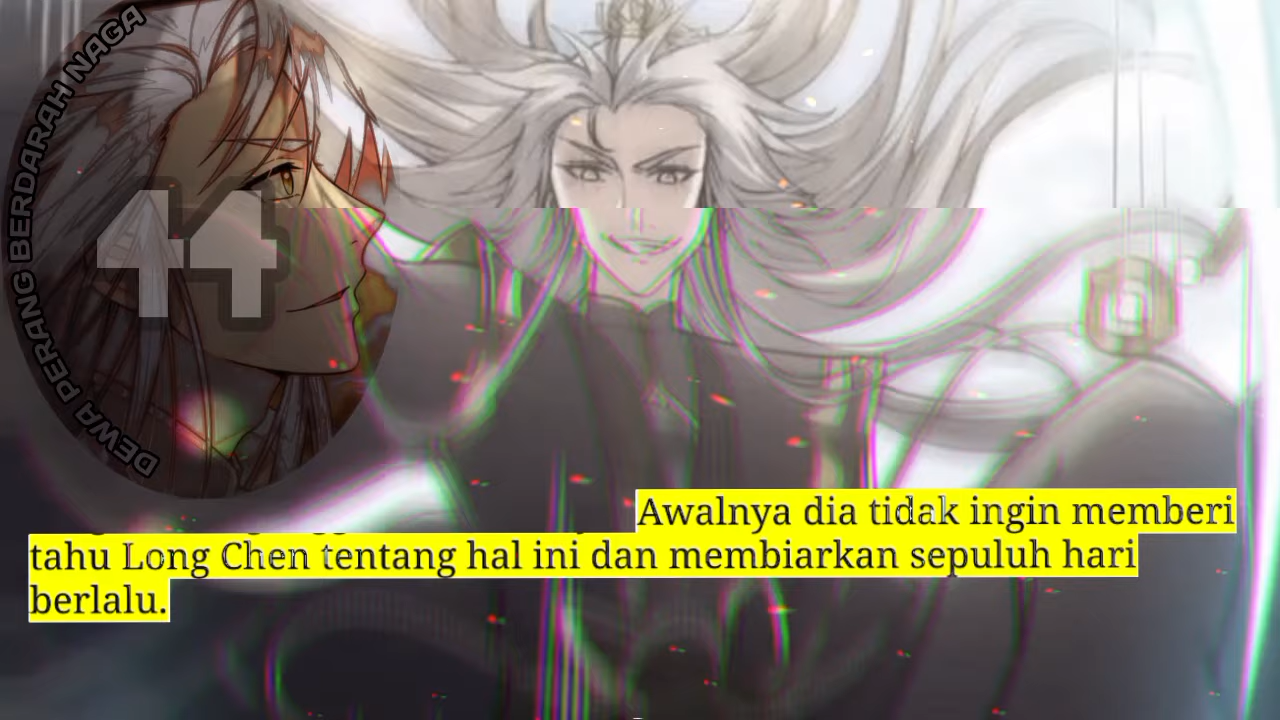 DEWA PERANG BERDARAH NAGA
44
Awalnya dia tidak ingin memberi
tahu Long Chen tentang hal ini dan membiarkan sepuluh hari
berlalu.